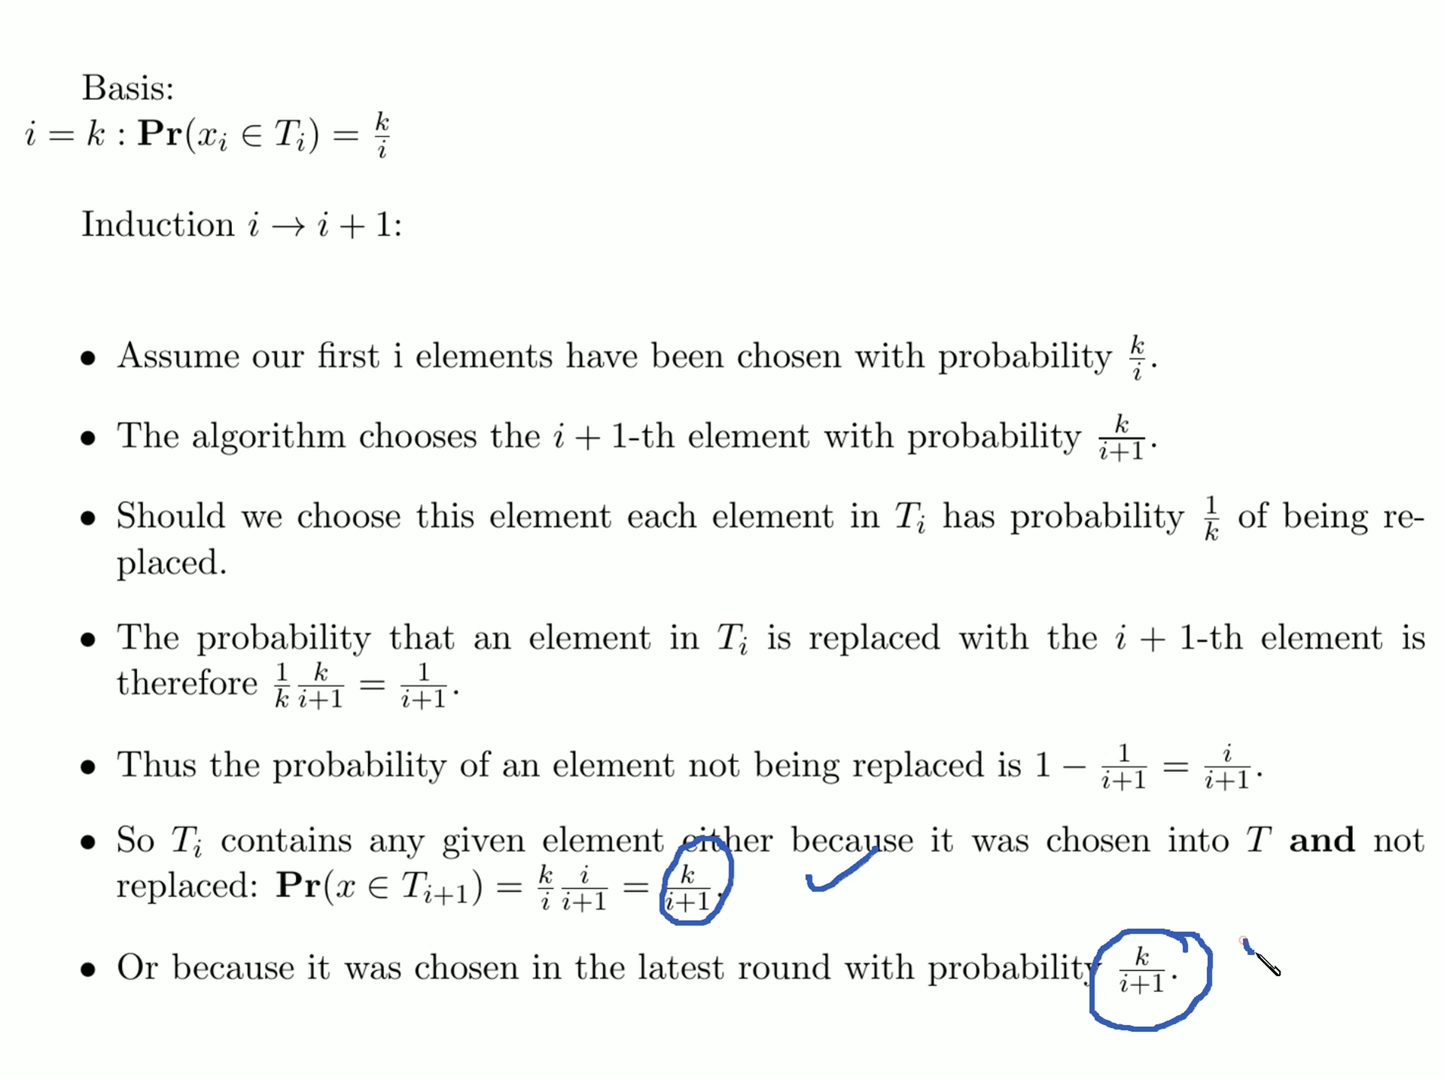 Basis:
i = k : Pr(x_i ∈ T_i) = k/i
Induction i → i + 1:
• Assume our first i elements have been chosen with probability k/i.
• The algorithm chooses the i + 1-th element with probability k/(i+1).
• Should we choose this element each element in T_i has probability 1/k of being re-
placed.
• The probability that an element in T_i is replaced with the i + 1-th element is
therefore 1/k k/(i+1) = 1/(i+1).
• Thus the probability of an element not being replaced is 1 − 1/(i+1) = i/(i+1).
• So T_i contains any given element either because it was chosen into T and not
replaced: Pr(x ∈ T_{i+1}) = k/i i/(i+1) = k/(i+1).
• Or because it was chosen in the latest round with probability k/(i+1).